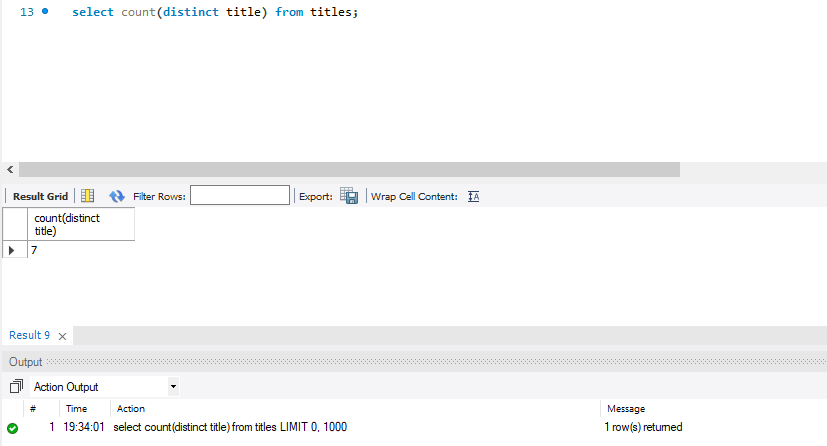 13 select count(distinct title) from titles;
Result Grid Filter Rows: Export: Wrap Cell Content:
count(distinct
title)
7
Result 9
Output
Action Output
# Time Action Message
1 19:34:01 select count(distinct title) from titles LIMIT 0, 1000 1 row(s) returned